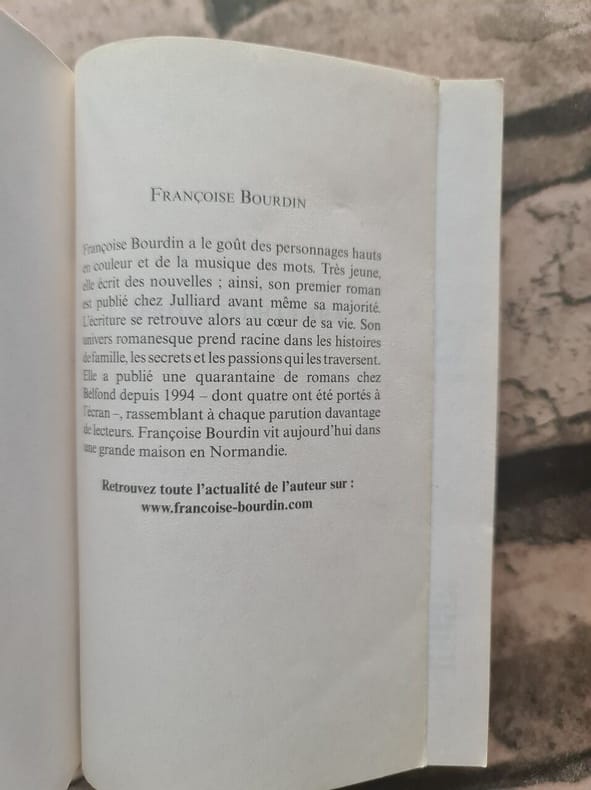 FRANÇOISE BOURDIN
Françoise Bourdin a le goût des personnages hauts
en couleur et de la musique des mots. Très jeune,
elle écrit des nouvelles ; ainsi, son premier roman
est publié chez Julliard avant même sa majorité.
L'écriture se retrouve alors au cœur de sa vie. Son
univers romanesque prend racine dans les histoires
de famille, les secrets et les passions qui les traversent.
Elle a publié une quarantaine de romans chez
Belfond depuis 1994 – dont quatre ont été portés à
l'écran –, rassemblant à chaque parution davantage
de lecteurs. Françoise Bourdin vit aujourd'hui dans
une grande maison en Normandie.
Retrouvez toute l'actualité de l'auteur sur :
www.francoise-bourdin.com